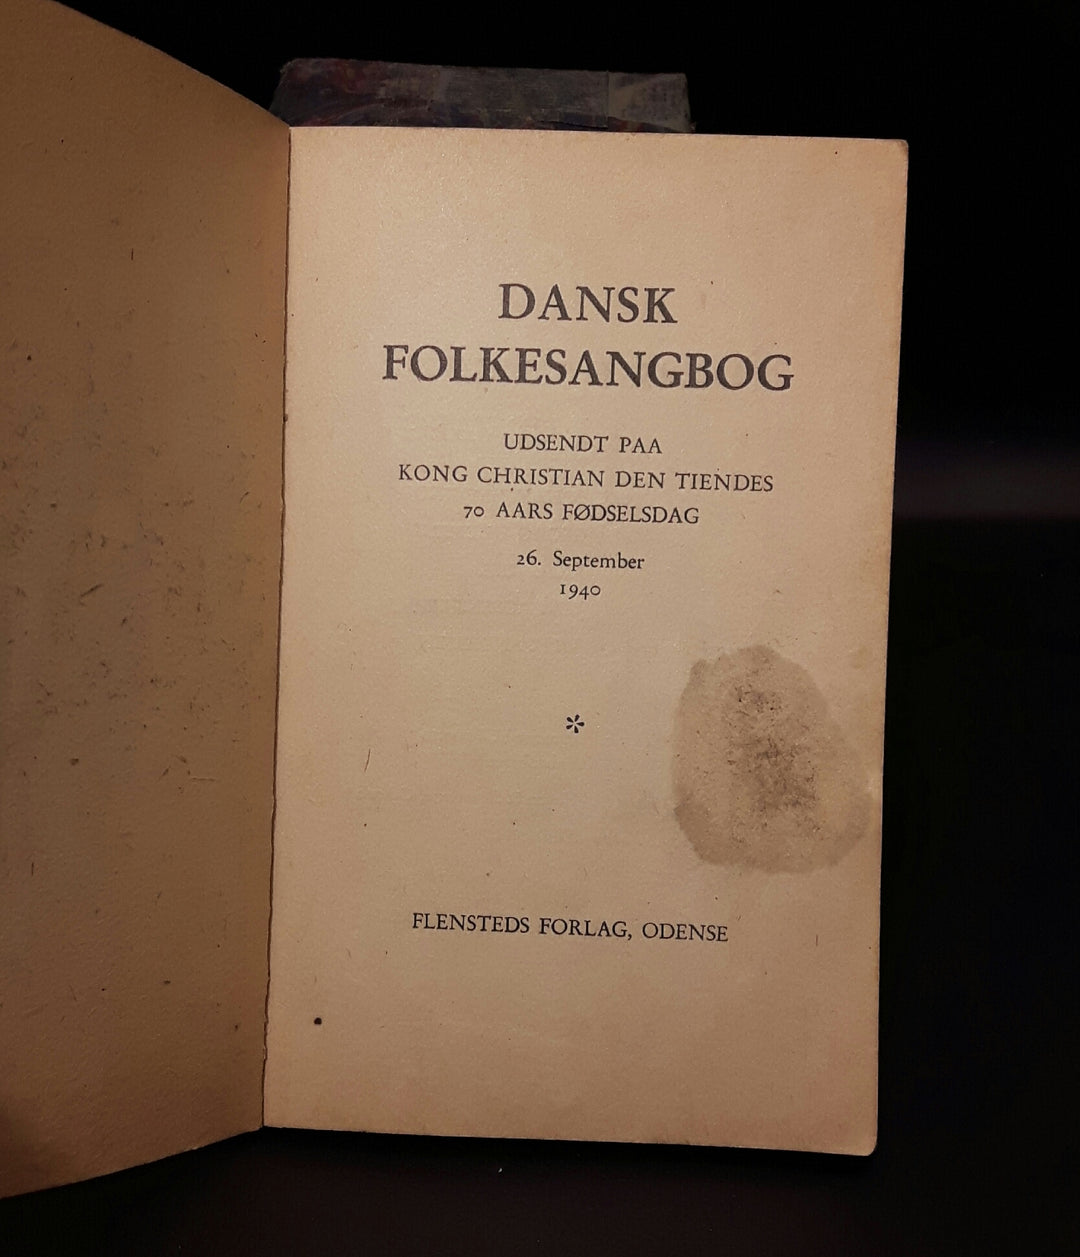 DANSK
FOLKESANGBOG
UDSENDT PAA
KONG CHRISTIAN DEN TIENDES
70 AARS FØDSELSDAG
26. September
1940
*
FLENSTEDS FORLAG, ODENSE